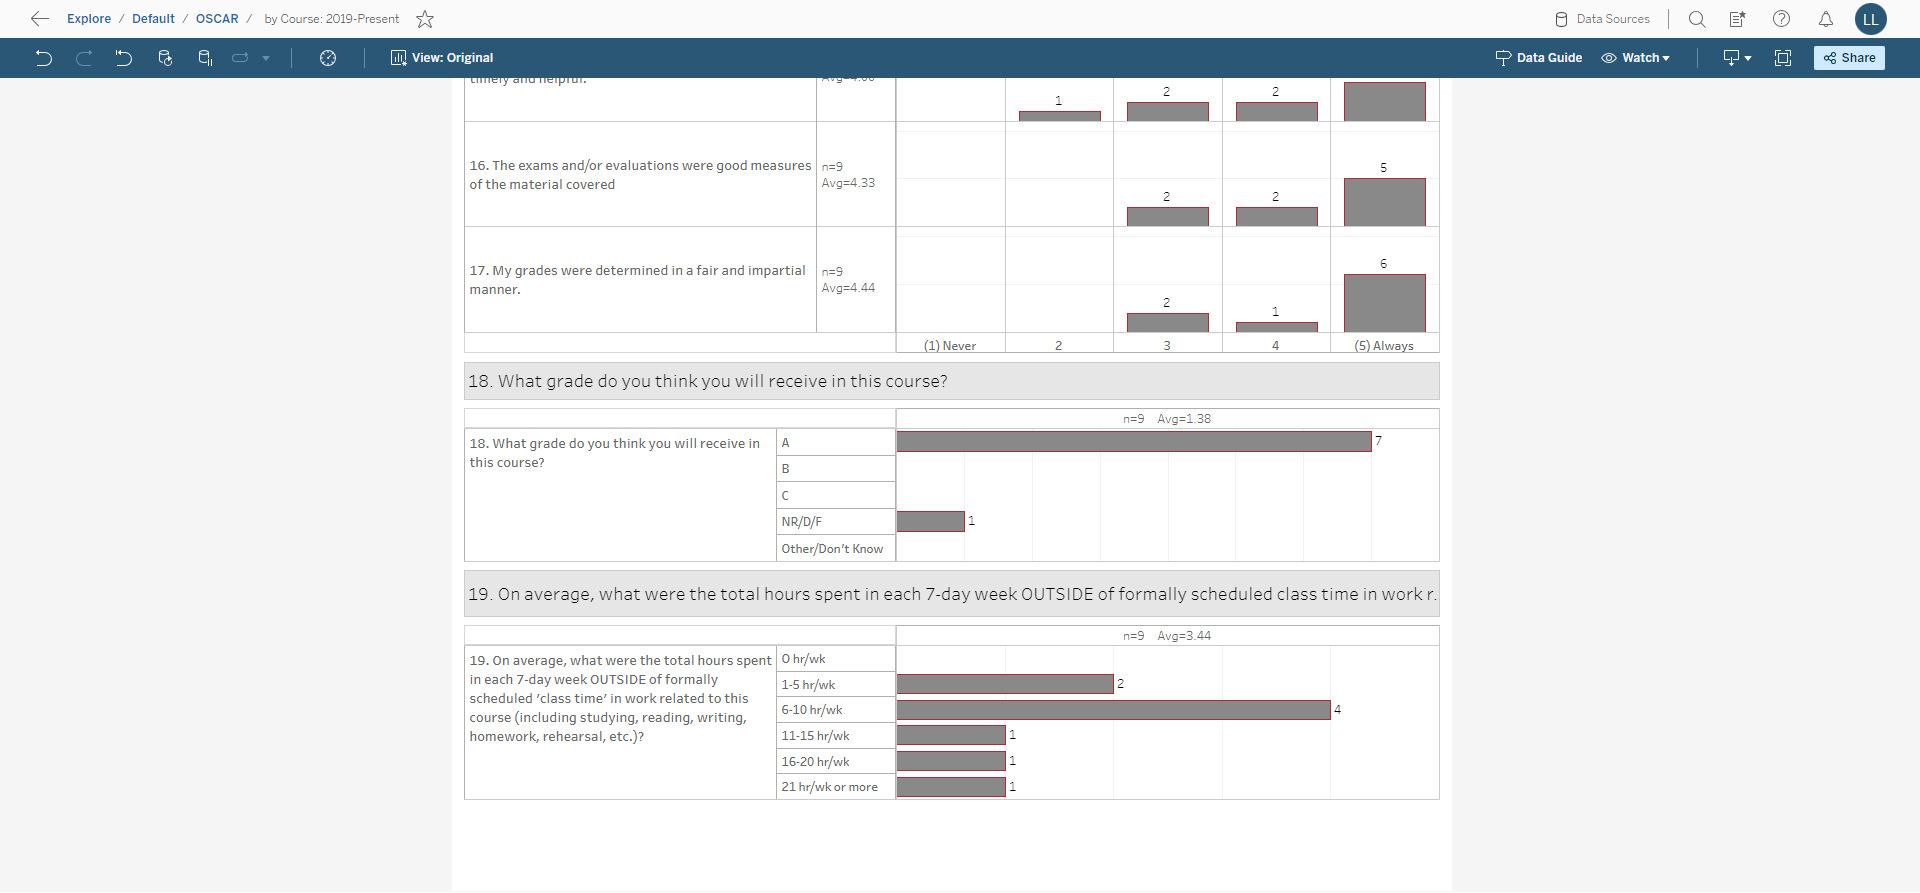 Explore / Default / OSCAR / by Course: 2019-Present
Data Sources
LL
View: Original
Data Guide
Watch
Share
timely and helpful.
1
2
2
16. The exams and/or evaluations were good measures
of the material covered
n=9
Avg=4.33
2
2
5
17. My grades were determined in a fair and impartial
manner.
n=9
Avg=4.44
2
1
6
(1) Never
2
3
4
(5) Always
18. What grade do you think you will receive in this course?
n=9 Avg=1.38
18. What grade do you think you will receive in
this course?
A
7
B
C
NR/D/F
1
Other/Don't Know
19. On average, what were the total hours spent in each 7-day week OUTSIDE of formally scheduled class time in work r.
n=9 Avg=3.44
19. On average, what were the total hours spent
in each 7-day week OUTSIDE of formally
scheduled 'class time' in work related to this
course (including studying, reading, writing,
homework, rehearsal, etc.)?
0 hr/wk
1-5 hr/wk
2
6-10 hr/wk
4
11-15 hr/wk
1
16-20 hr/wk
1
21 hr/wk or more
1